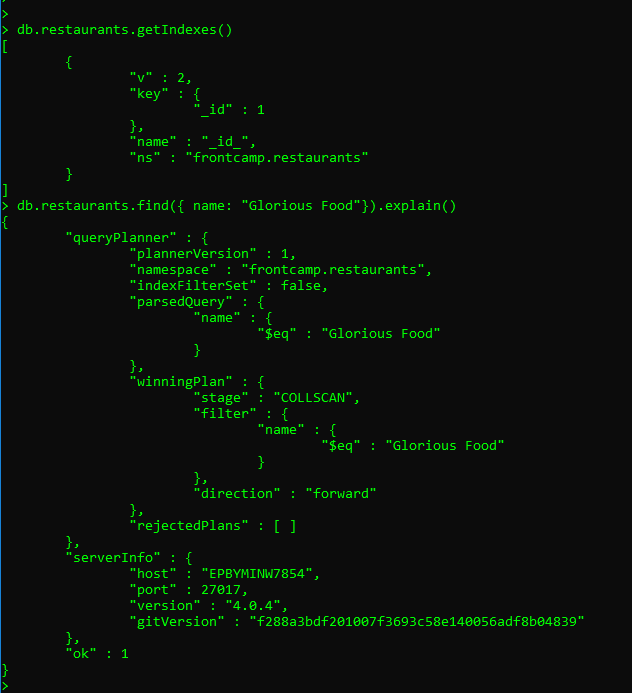 >
>
> db.restaurants.getIndexes()
[
        {
                "v" : 2,
                "key" : {
                        "_id" : 1
                },
                "name" : "_id_",
                "ns" : "frontcamp.restaurants"
        }
]
> db.restaurants.find({ name: "Glorious Food"}).explain()
{
        "queryPlanner" : {
                "plannerVersion" : 1,
                "namespace" : "frontcamp.restaurants",
                "indexFilterSet" : false,
                "parsedQuery" : {
                        "name" : {
                                "$eq" : "Glorious Food"
                        }
                },
                "winningPlan" : {
                        "stage" : "COLLSCAN",
                        "filter" : {
                                "name" : {
                                        "$eq" : "Glorious Food"
                                }
                        },
                        "direction" : "forward"
                },
                "rejectedPlans" : [ ]
        },
        "serverInfo" : {
                "host" : "EPBYMINW7854",
                "port" : 27017,
                "version" : "4.0.4",
                "gitVersion" : "f288a3bdf201007f3693c58e140056adf8b04839"
        },
        "ok" : 1
}
>